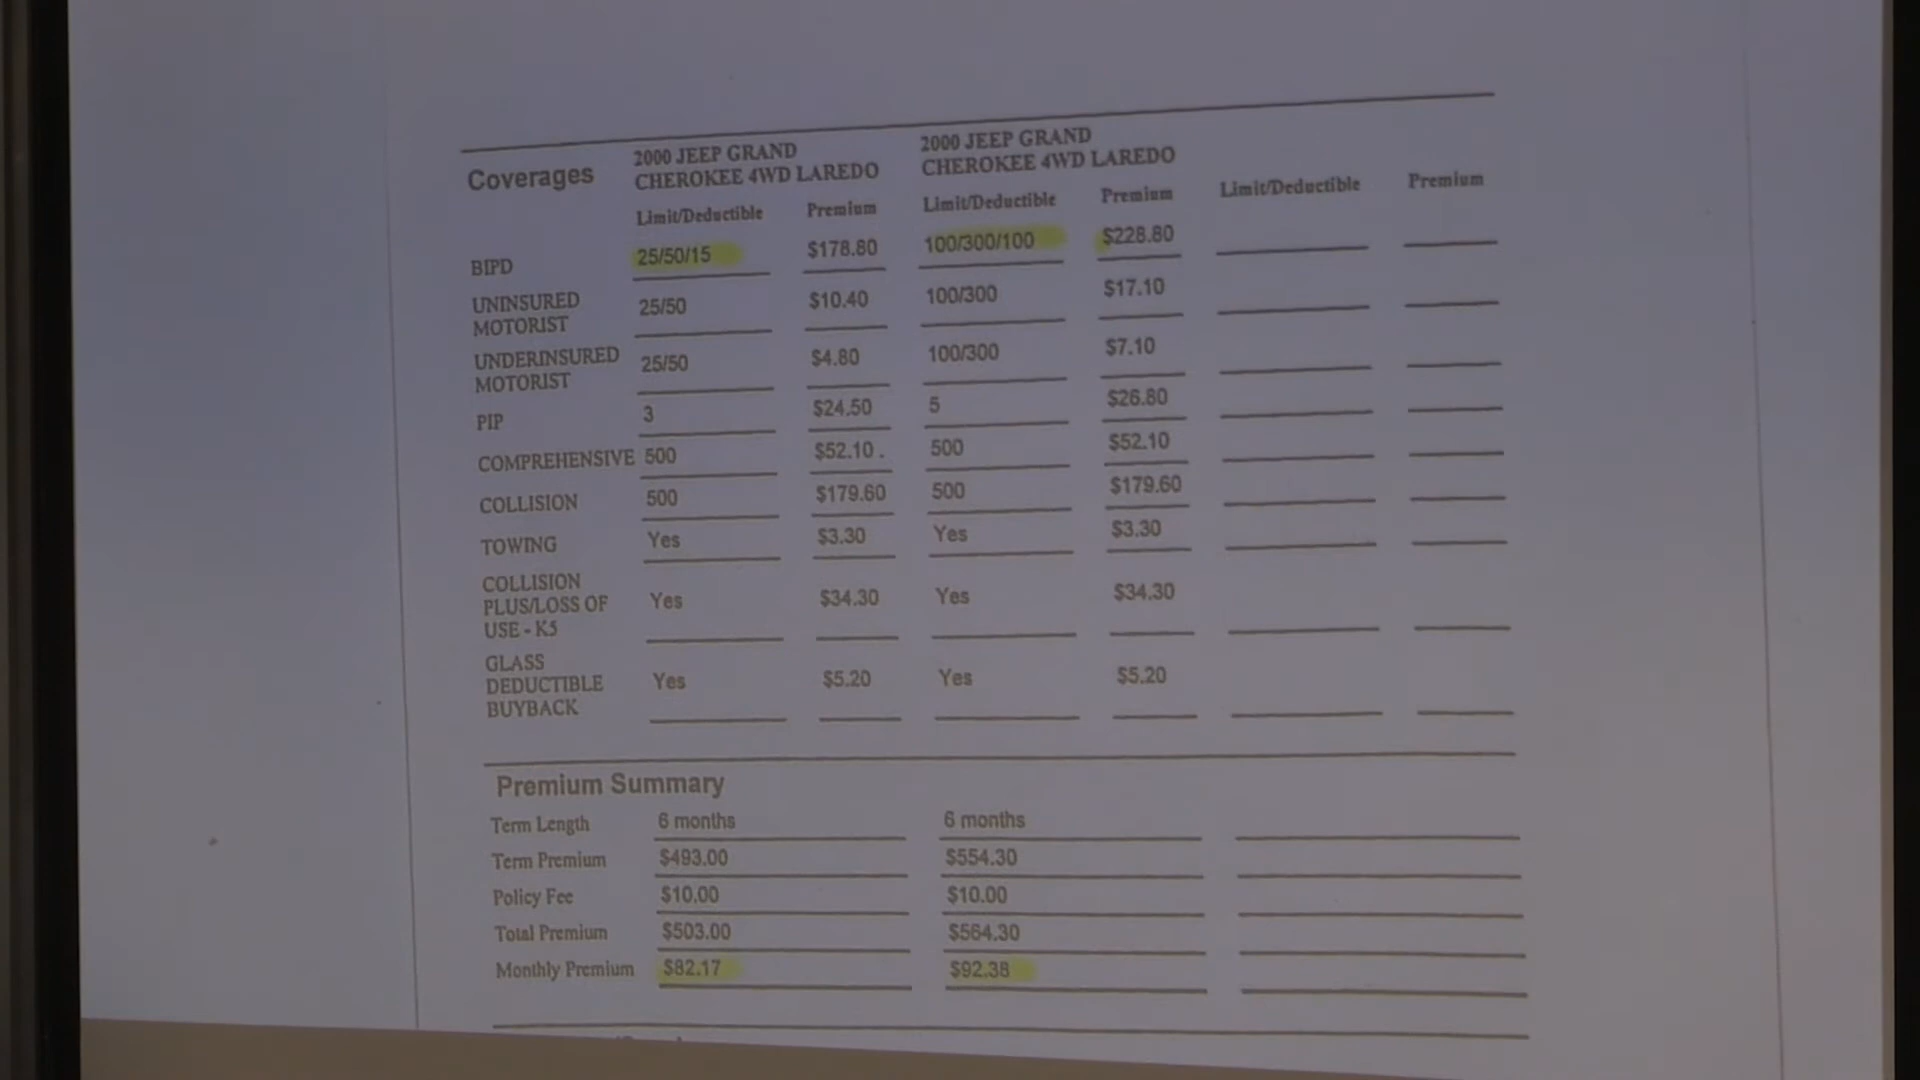 Coverages
2000 JEEP GRAND
CHEROKEE 4WD LAREDO
2000 JEEP GRAND
CHEROKEE 4WD LAREDO
Limit/Deductible Premium Limit/Deductible Premium Limit/Deductible Premium
BIPD 25/50/15 $178.80 100/300/100 $228.80
UNINSURED
MOTORIST
25/50 $10.40 100/300 $17.10
UNDERINSURED
MOTORIST
25/50 $4.80 100/300 $7.10
PIP 3 $24.50 5 $26.80
COMPREHENSIVE 500 $52.10 . 500 $52.10
COLLISION 500 $179.60 500 $179.60
TOWING Yes $3.30 Yes $3.30
COLLISION
PLUS/LOSS OF
USE - K5
Yes $34.30 Yes $34.30
GLASS
DEDUCTIBLE
BUYBACK
Yes $5.20 Yes $5.20
Premium Summary
Term Length 6 months 6 months
Term Premium $493.00 $554.30
Policy Fee $10.00 $10.00
Total Premium $503.00 $564.30
Monthly Premium $82.17 $92.38